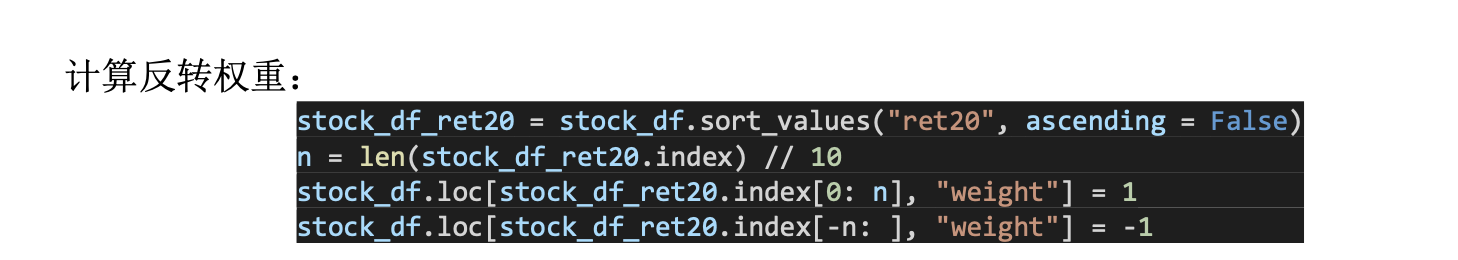 计算反转权重：
stock_df_ret20 = stock_df.sort_values("ret20", ascending = False)
n = len(stock_df_ret20.index) // 10
stock_df.loc[stock_df_ret20.index[0: n], "weight"] = 1
stock_df.loc[stock_df_ret20.index[-n: ], "weight"] = -1